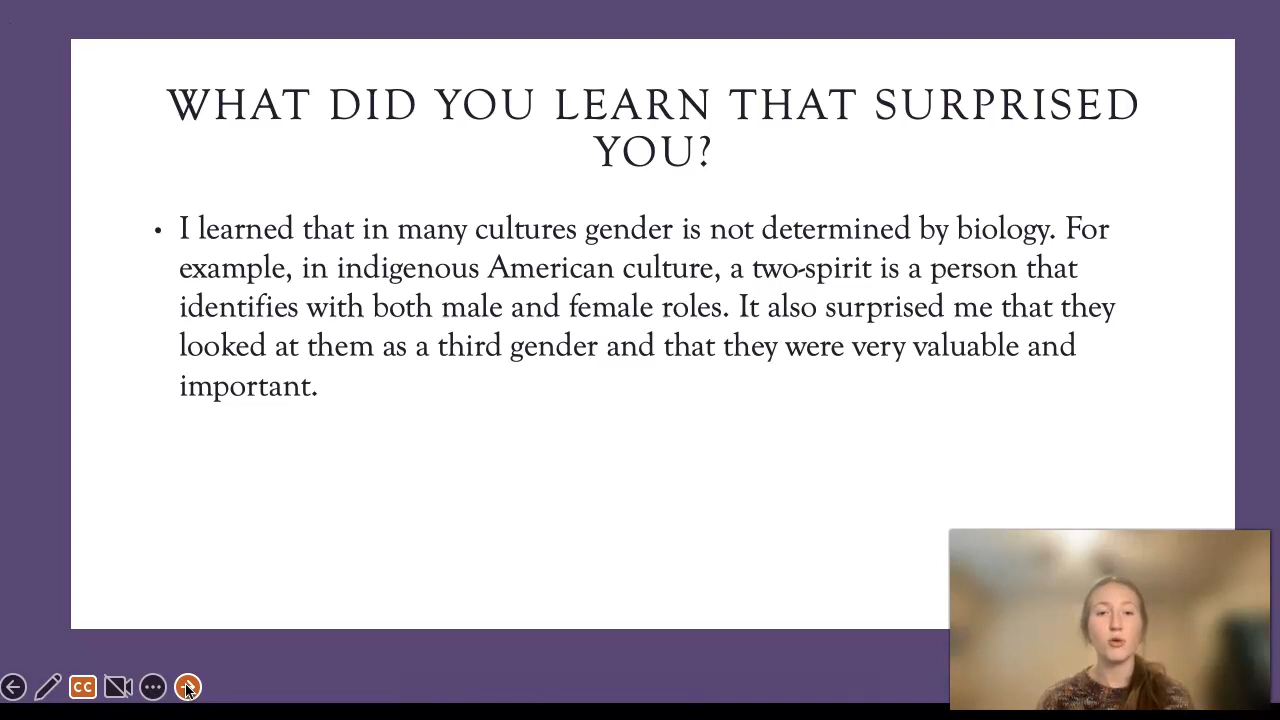 WHAT DID YOU LEARN THAT SURPRISED
YOU?
• I learned that in many cultures gender is not determined by biology. For
example, in indigenous American culture, a two-spirit is a person that
identifies with both male and female roles. It also surprised me that they
looked at them as a third gender and that they were very valuable and
important.
CC